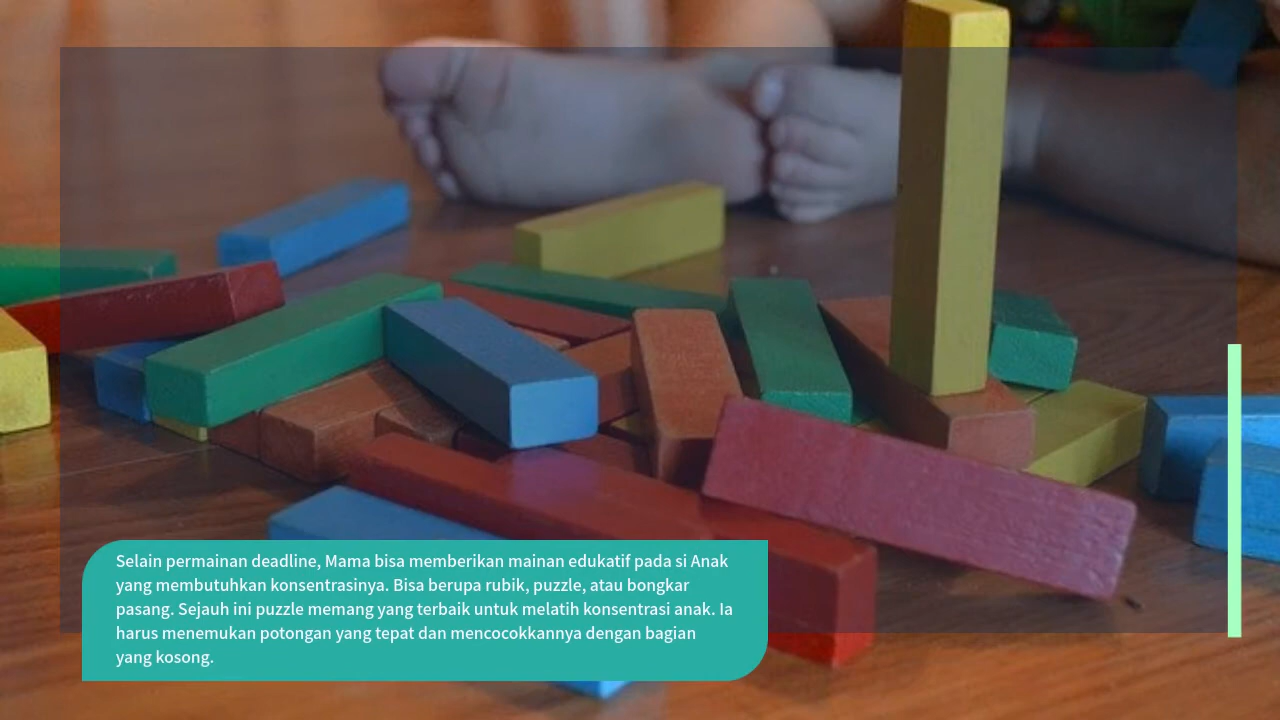 Selain permainan deadline, Mama bisa memberikan mainan edukatif pada si Anak
yang membutuhkan konsentrasinya. Bisa berupa rubik, puzzle, atau bongkar
pasang. Sejauh ini puzzle memang yang terbaik untuk melatih konsentrasi anak. Ia
harus menemukan potongan yang tepat dan mencocokkannya dengan bagian
yang kosong.